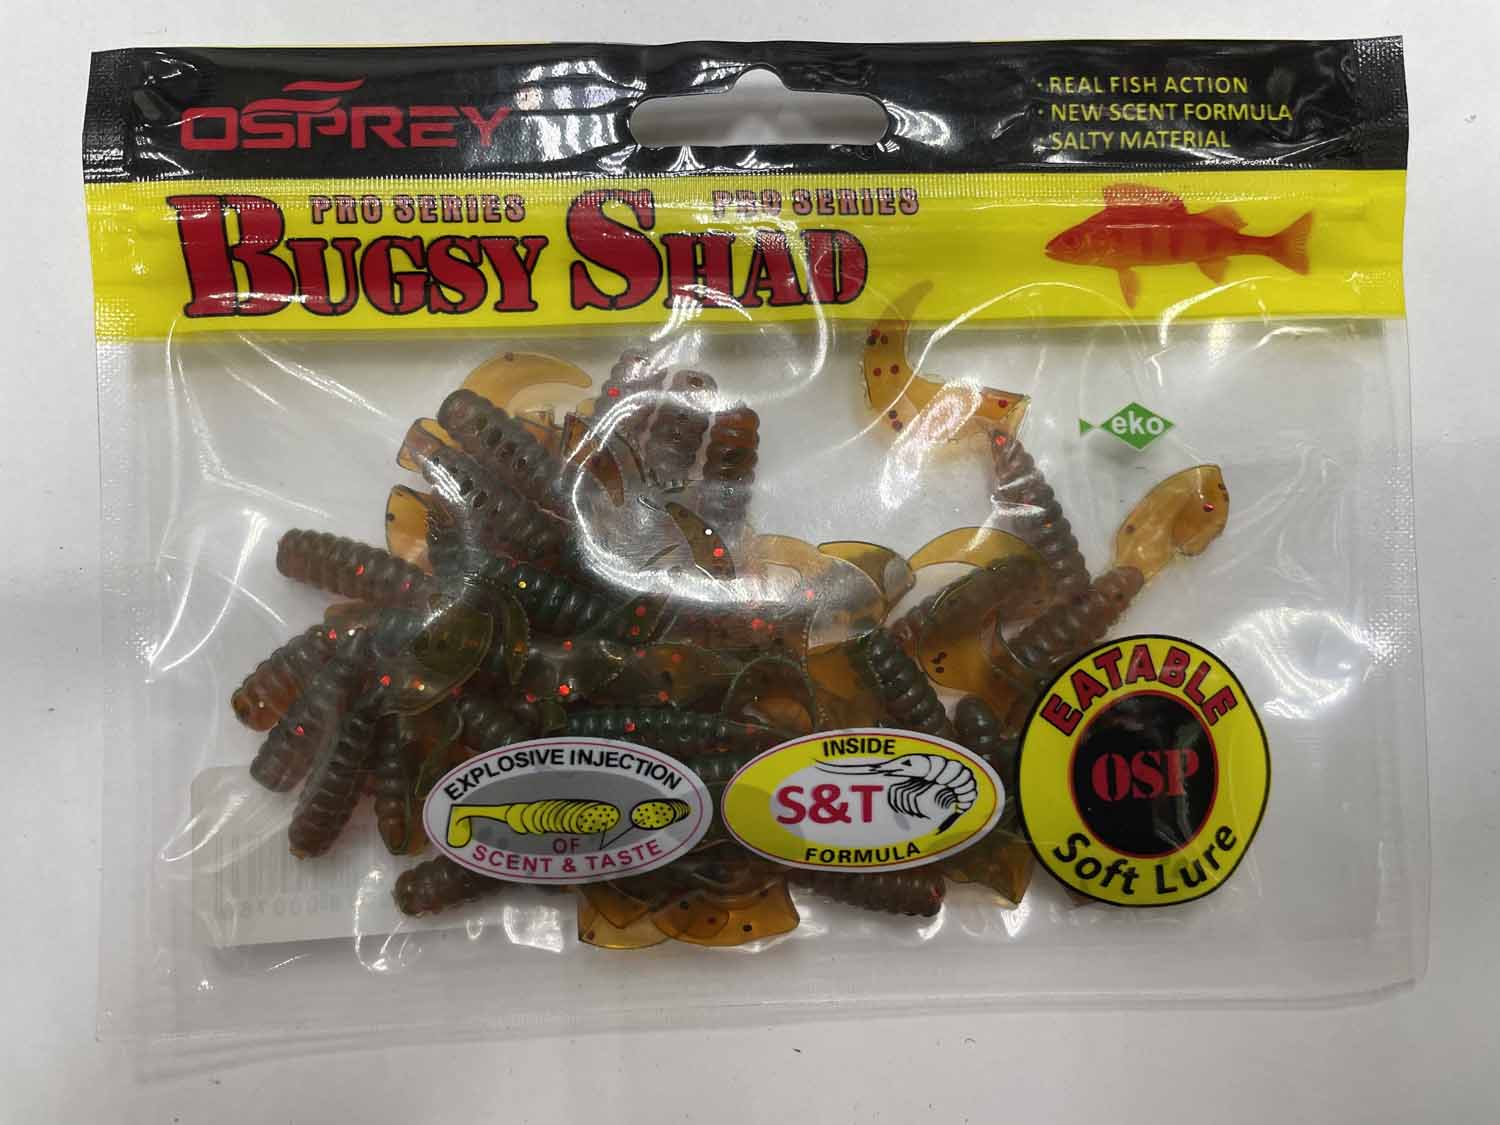 OSPREY
· REAL FISH ACTION
· NEW SCENT FORMULA
· SALTY MATERIAL
PRO SERIES PRO SERIES
BUGSY SHAD
eko
EXPLOSIVE INJECTION
OF
SCENT & TASTE
INSIDE
S&T
FORMULA
EATABLE
OSP
Soft Lure